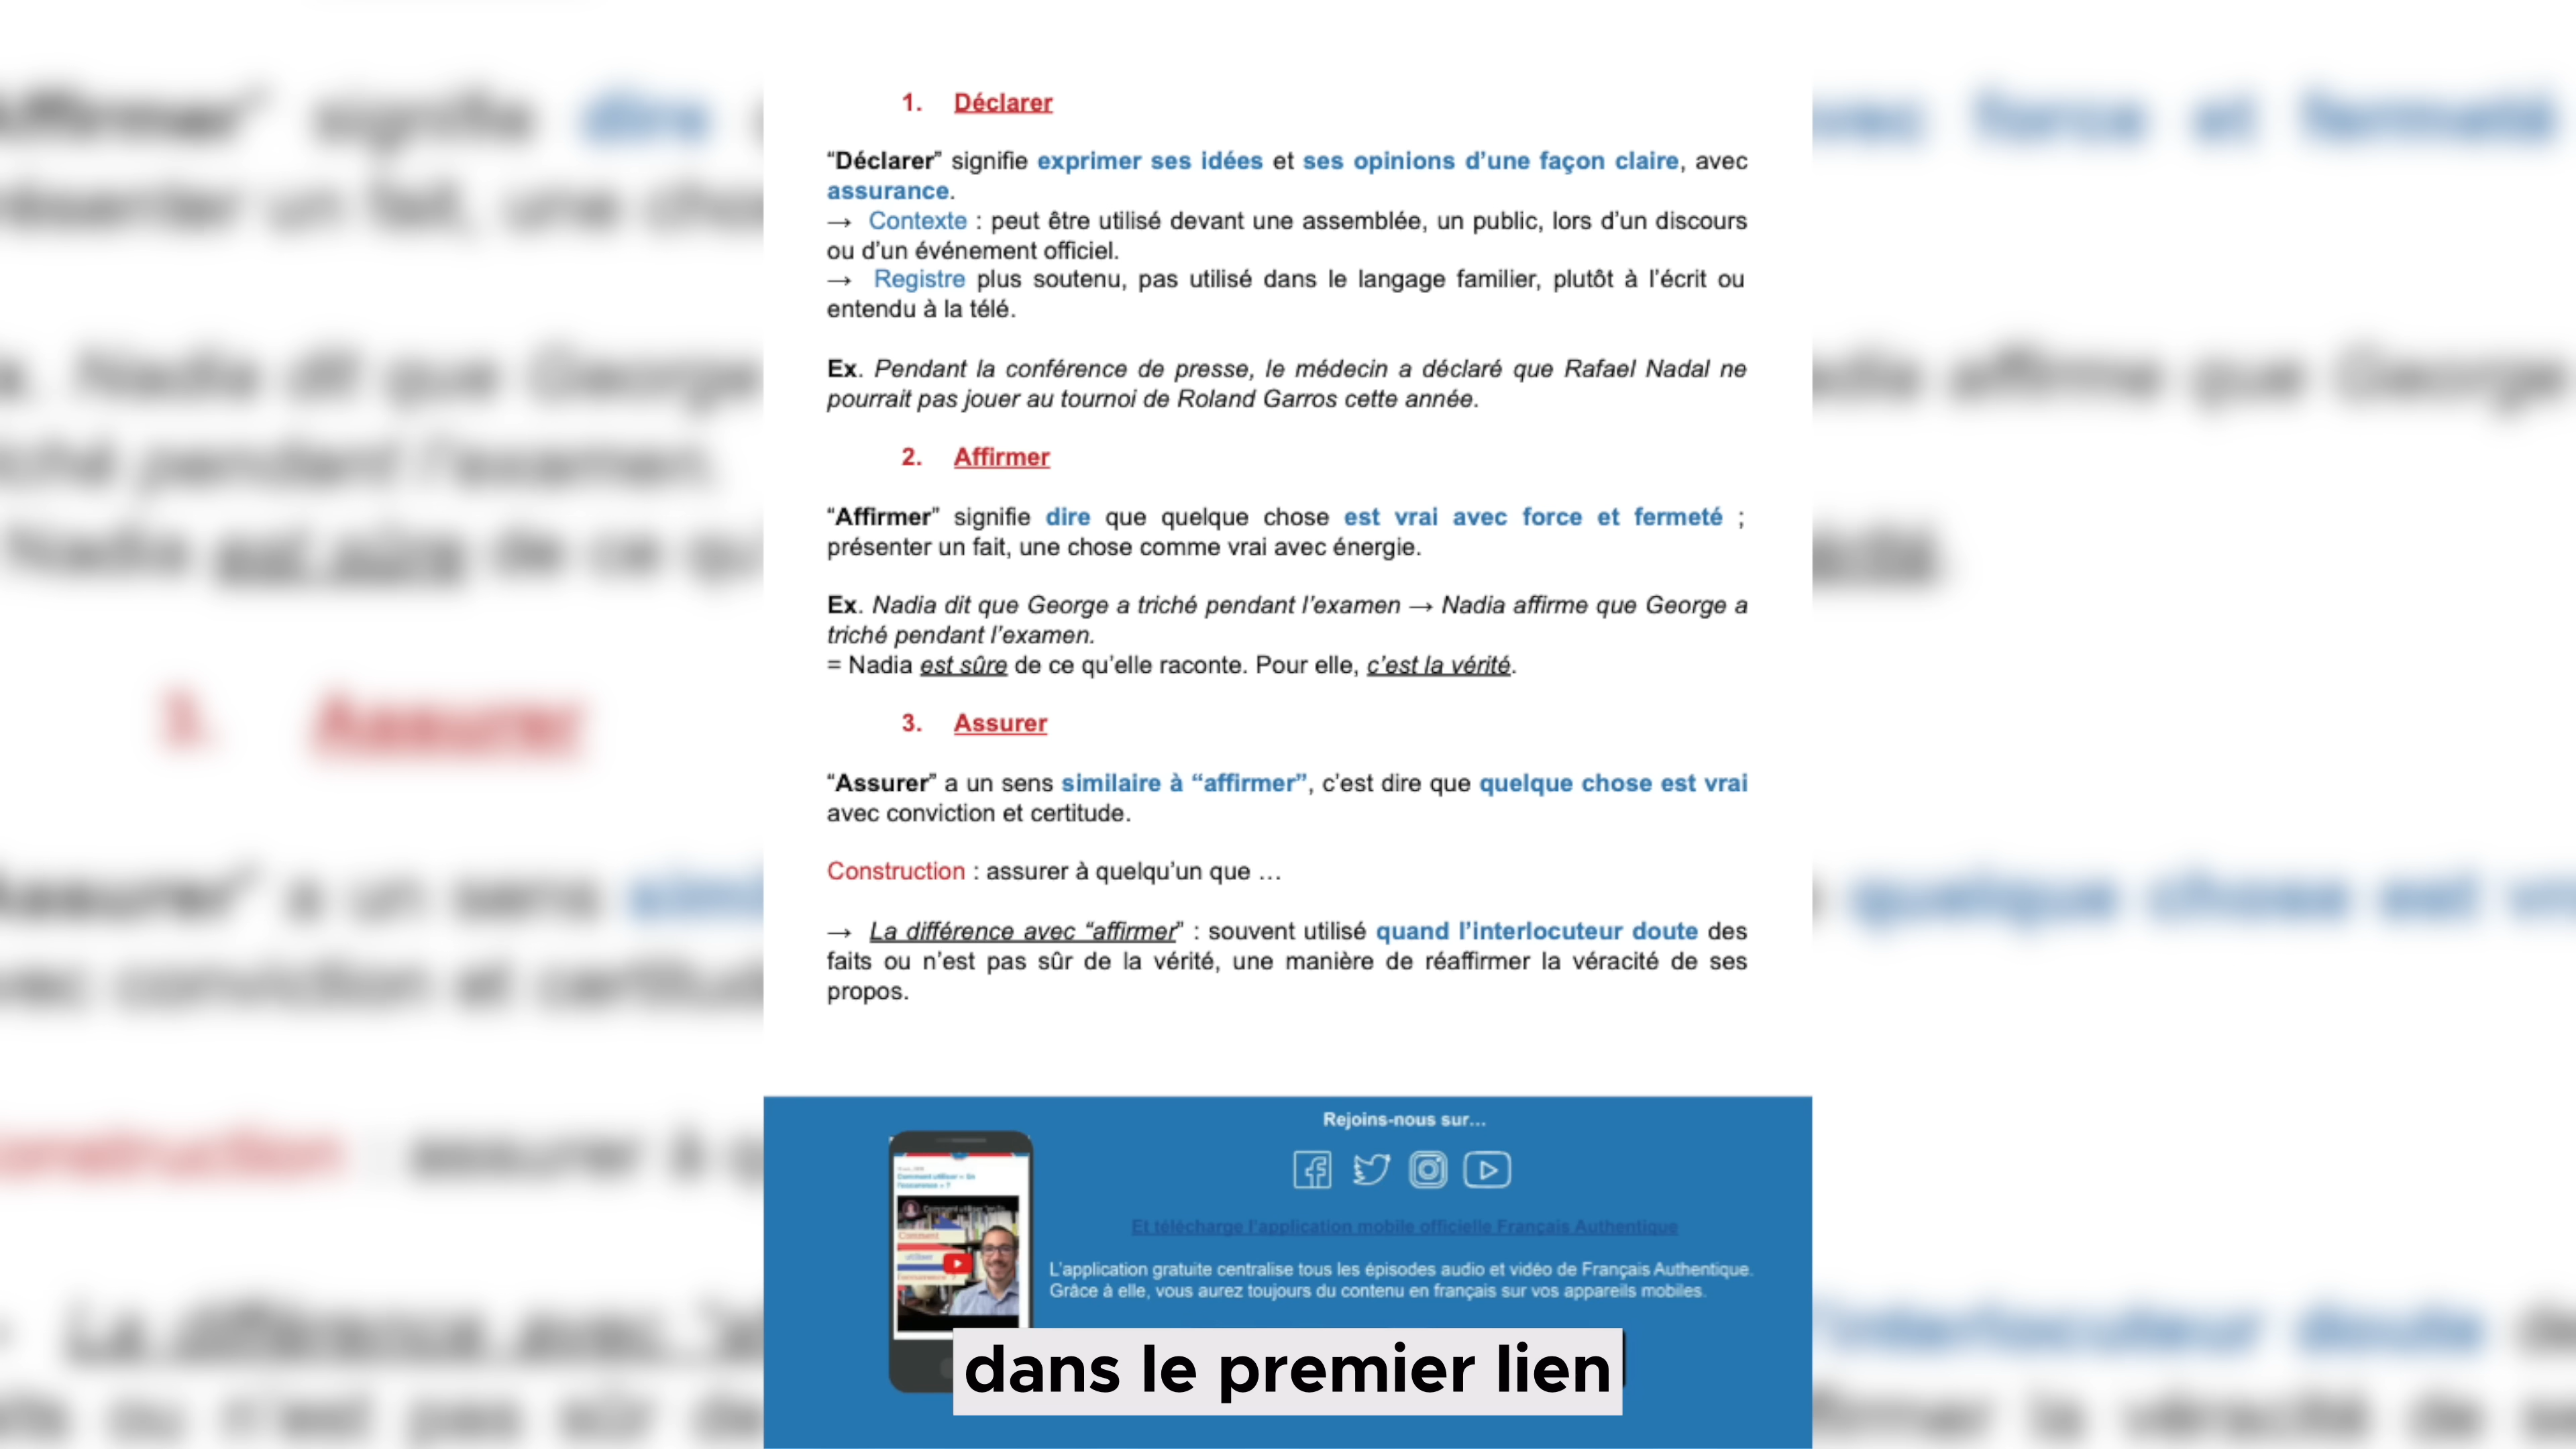 1. Déclarer
“Déclarer” signifie exprimer ses idées et ses opinions d’une façon claire, avec
assurance.
→ Contexte : peut être utilisé devant une assemblée, un public, lors d’un discours
ou d’un événement officiel.
→ Registre plus soutenu, pas utilisé dans le langage familier, plutôt à l’écrit ou
entendu à la télé.
Ex. Pendant la conférence de presse, le médecin a déclaré que Rafael Nadal ne
pourrait pas jouer au tournoi de Roland Garros cette année.
2. Affirmer
“Affirmer” signifie dire que quelque chose est vrai avec force et fermeté ;
présenter un fait, une chose comme vrai avec énergie.
Ex. Nadia dit que George a triché pendant l’examen → Nadia affirme que George a
triché pendant l’examen.
= Nadia est sûre de ce qu’elle raconte. Pour elle, c’est la vérité.
3. Assurer
“Assurer” a un sens similaire à “affirmer”, c’est dire que quelque chose est vrai
avec conviction et certitude.
Construction : assurer à quelqu’un que …
→ La différence avec “affirmer” : souvent utilisé quand l’interlocuteur doute des
faits ou n’est pas sûr de la vérité, une manière de réaffirmer la véracité de ses
propos.
Rejoins-nous sur...
Et télécharge l’application mobile officielle Français Authentique
L’application gratuite centralise tous les épisodes audio et vidéo de Français Authentique.
Grâce à elle, vous aurez toujours du contenu en français sur vos appareils mobiles.
dans le premier lien